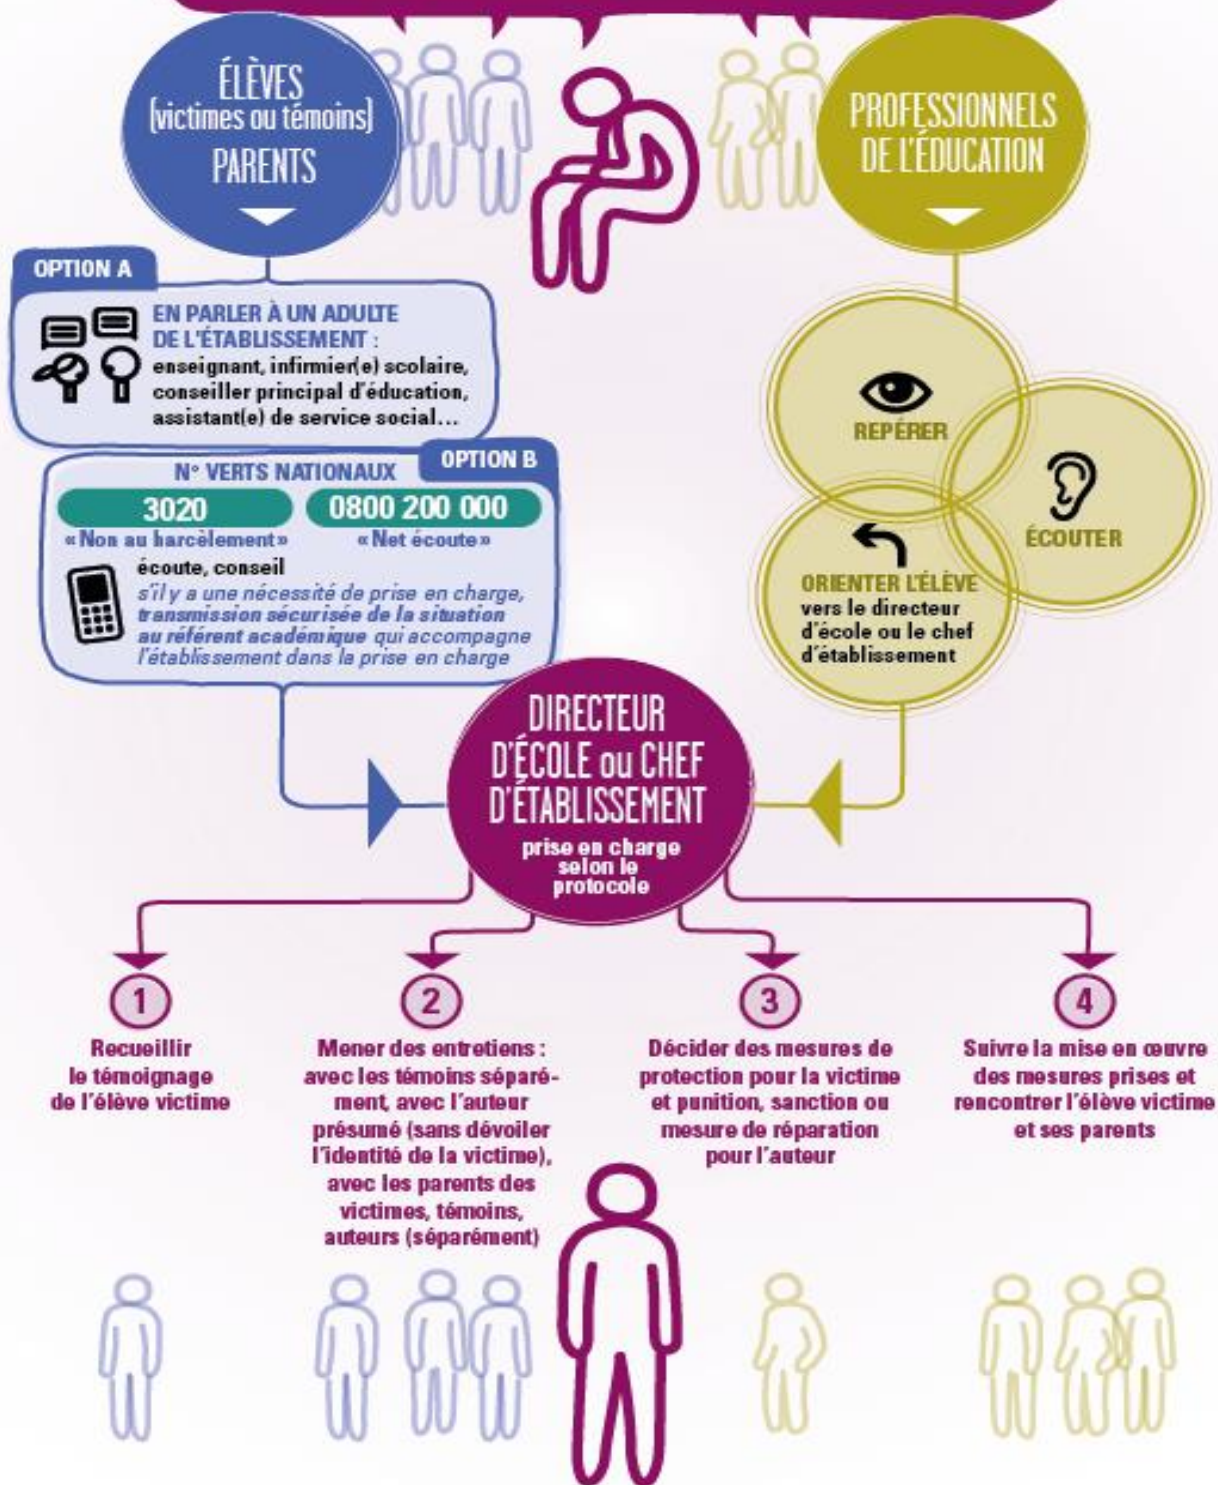 ÉLÈVES
(victimes ou témoins)
PARENTS
PROFESSIONNELS
DE L'ÉDUCATION
OPTION A
EN PARLER À UN ADULTE
DE L'ÉTABLISSEMENT :
enseignant, infirmier(e) scolaire,
conseiller principal d'éducation,
assistant(e) de service social...
OPTION B
N° VERTS NATIONAUX
3020
«Non au harcèlement»
0800 200 000
«Net écoute»
écoute, conseil
s'il y a une nécessité de prise en charge,
transmission sécurisée de la situation
au référent académique qui accompagne
l'établissement dans la prise en charge
REPÉRER
ÉCOUTER
ORIENTER L'ÉLÈVE
vers le directeur
d'école ou le chef
d'établissement
DIRECTEUR
D'ÉCOLE ou CHEF
D'ÉTABLISSEMENT
prise en charge
selon le
protocole
1
Recueillir
le témoignage
de l'élève victime
2
Mener des entretiens :
avec les témoins séparé-
ment, avec l'auteur
présumé (sans dévoiler
l'identité de la victime),
avec les parents des
victimes, témoins,
auteurs (séparément)
3
Décider des mesures de
protection pour la victime
et punition, sanction ou
mesure de réparation
pour l'auteur
4
Suivre la mise en œuvre
des mesures prises et
rencontrer l'élève victime
et ses parents